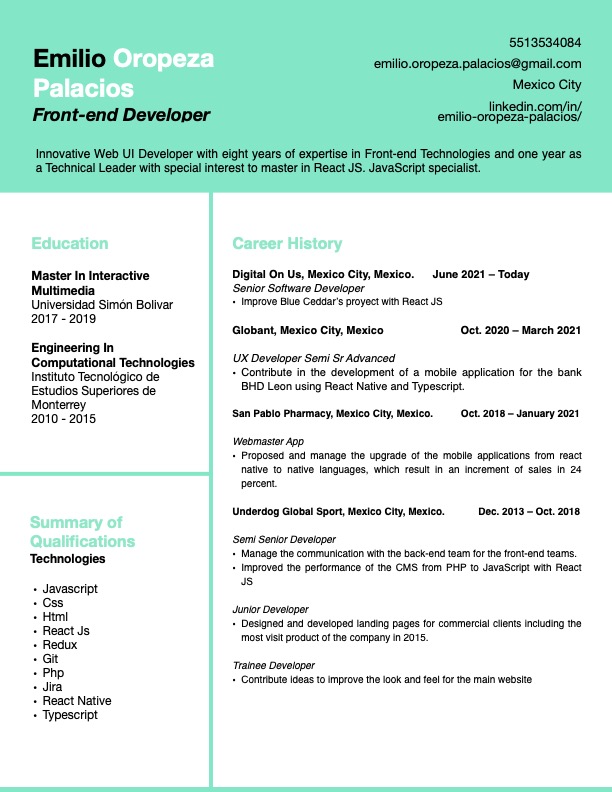 Emilio Oropeza
Palacios
Front-end Developer
5513534084
emilio.oropeza.palacios@gmail.com
Mexico City
linkedin.com/in/
emilio-oropeza-palacios/
Innovative Web UI Developer with eight years of expertise in Front-end Technologies and one year as
a Technical Leader with special interest to master in React JS. JavaScript specialist.
Education
Master In Interactive
Multimedia
Universidad Simón Bolivar
2017 - 2019
Engineering In
Computational Technologies
Instituto Tecnológico de
Estudios Superiores de
Monterrey
2010 - 2015
Summary of
Qualifications
Technologies
• Javascript
• Css
• Html
• React Js
• Redux
• Git
• Php
• Jira
• React Native
• Typescript
Career History
Digital On Us, Mexico City, Mexico. June 2021 – Today
Senior Software Developer
• Improve Blue Ceddar's proyect with React JS
Globant, Mexico City, Mexico Oct. 2020 – March 2021
UX Developer Semi Sr Advanced
• Contribute in the development of a mobile application for the bank
BHD Leon using React Native and Typescript.
San Pablo Pharmacy, Mexico City, Mexico. Oct. 2018 – January 2021
Webmaster App
• Proposed and manage the upgrade of the mobile applications from react
native to native languages, which result in an increment of sales in 24
percent.
Underdog Global Sport, Mexico City, Mexico. Dec. 2013 – Oct. 2018
Semi Senior Developer
• Manage the communication with the back-end team for the front-end teams.
• Improved the performance of the CMS from PHP to JavaScript with React
JS
Junior Developer
• Designed and developed landing pages for commercial clients including the
most visit product of the company in 2015.
Trainee Developer
• Contribute ideas to improve the look and feel for the main website